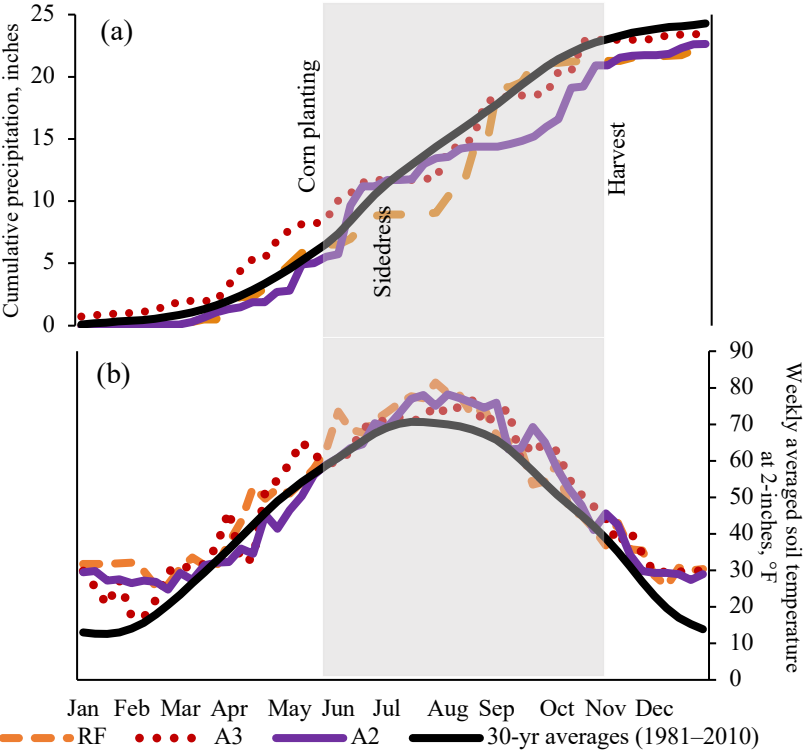 (a)
Cumulative precipitation, inches
25
20
15
10
5
0
Corn planting
Sidedress
Harvest
(b)
Weekly averaged soil temperature
at 2-inches, °F
90
80
70
60
50
40
30
20
10
0
Jan Feb Mar Apr May Jun Jul Aug Sep Oct Nov Dec
RF A3 A2 30-yr averages (1981–2010)